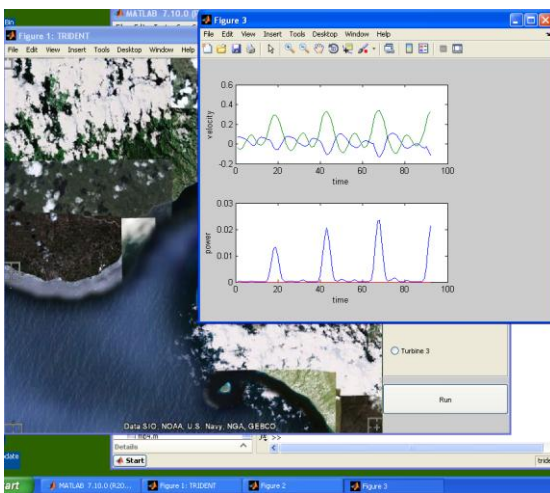 Bin
MATLAB 7.10.0 (R
Figure 1: TRIDENT
File Edit View Insert Tools Desktop Window Help
Figure 3
File Edit View Insert Tools Desktop Window Help
velocity
0.6
0.4
0.2
0
-0.2
0 20 40 60 80 100
time
power
0.03
0.02
0.01
0
0 20 40 60 80 100
time
Turbine 3
Run
Data SIO, NOAA, U.S. Navy, NGA, GEBCO
mb4.m
>>
Details
Start
tride
date
art
MATLAB 7.10.0 (R20...
Figure 1: TRIDENT
Figure 2
Figure 3